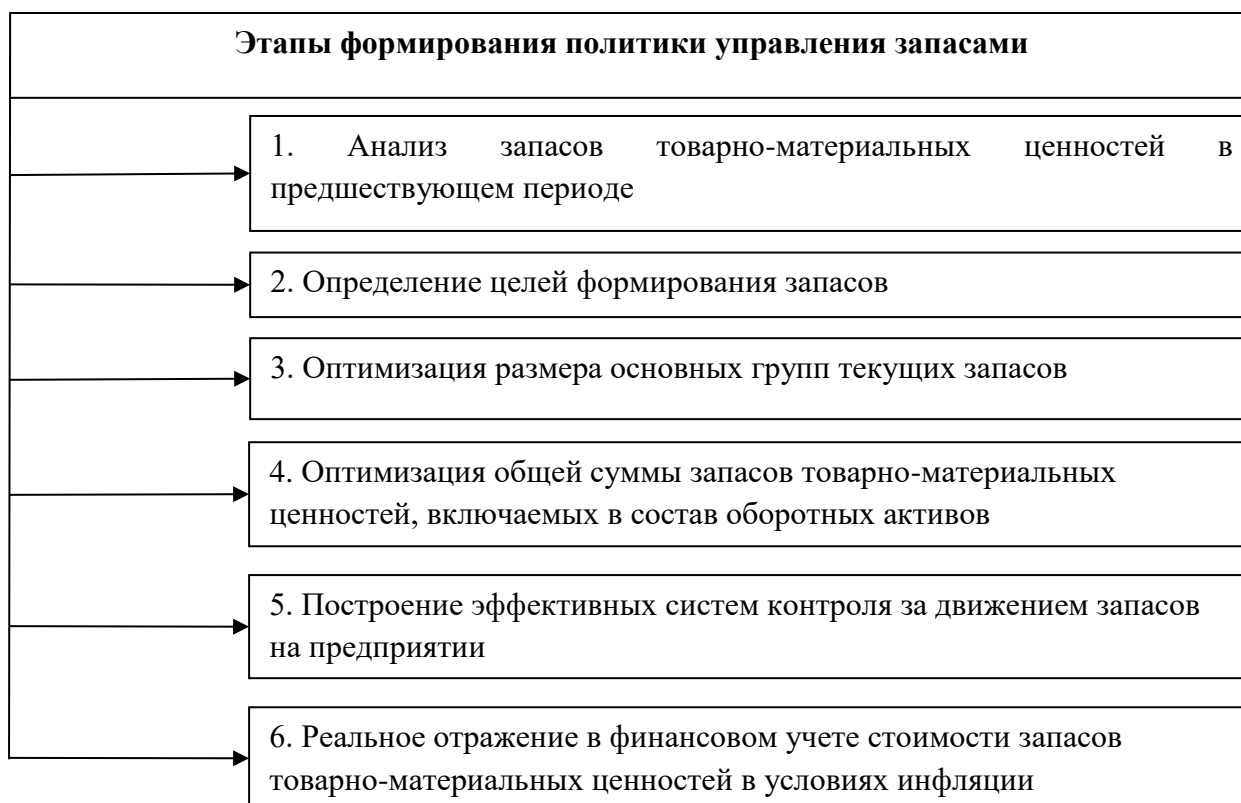 Этапы формирования политики управления запасами
1. Анализ запасов товарно-материальных ценностей в
предшествующем периоде
2. Определение целей формирования запасов
3. Оптимизация размера основных групп текущих запасов
4. Оптимизация общей суммы запасов товарно-материальных
ценностей, включаемых в состав оборотных активов
5. Построение эффективных систем контроля за движением запасов
на предприятии
6. Реальное отражение в финансовом учете стоимости запасов
товарно-материальных ценностей в условиях инфляции